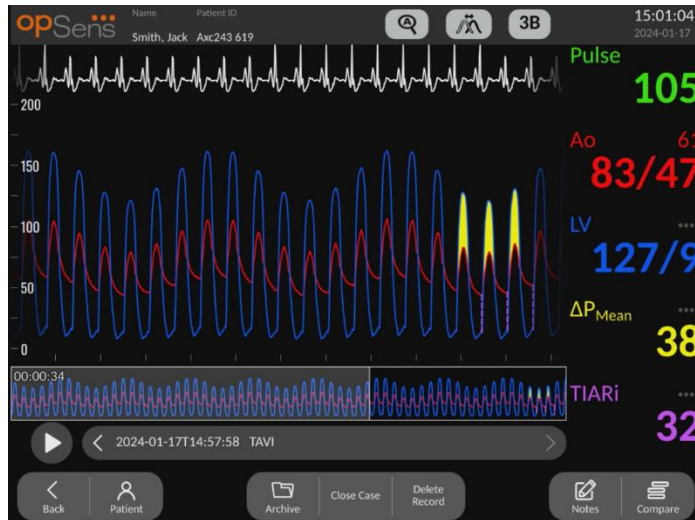 opSens
Name Patient ID
Smith, Jack Axc243 619
3B
15:01:04
2024-01-17
Pulse
105
Ao 61
83/47
LV ---
127/9
ΔPMean ---
38
TIARi ---
32
200
150
100
50
0
00:00:34
2024-01-17T14:57:58 TAVI
Back
Patient
Archive
Close Case
Delete
Record
Notes
Compare